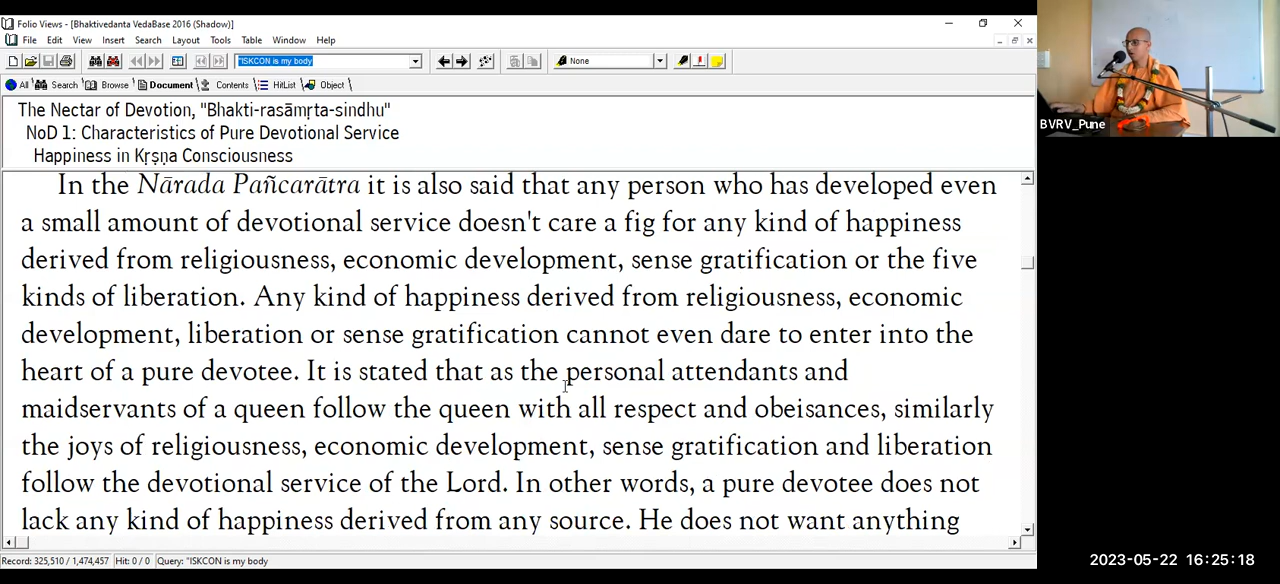 Folio Views - [Bhaktivedanta VedaBase 2016 (Shadow)]
File Edit View Insert Search Layout Tools Table Window Help
"ISKCON is my body
None
All Search Browse Document Contents HitList Object
The Nectar of Devotion, "Bhakti-rasāmṛta-sindhu"
NoD 1: Characteristics of Pure Devotional Service
Happiness in Kṛṣṇa Consciousness
In the Nārada Pañcarātra it is also said that any person who has developed even
a small amount of devotional service doesn't care a fig for any kind of happiness
derived from religiousness, economic development, sense gratification or the five
kinds of liberation. Any kind of happiness derived from religiousness, economic
development, liberation or sense gratification cannot even dare to enter into the
heart of a pure devotee. It is stated that as the personal attendants and
maidservants of a queen follow the queen with all respect and obeisances, similarly
the joys of religiousness, economic development, sense gratification and liberation
follow the devotional service of the Lord. In other words, a pure devotee does not
lack any kind of happiness derived from any source. He does not want anything
Record: 325,510 / 1,474,457 Hit: 0 / 0 Query: "ISKCON is my body
BVRV_Pune
2023-05-22 16:25:18